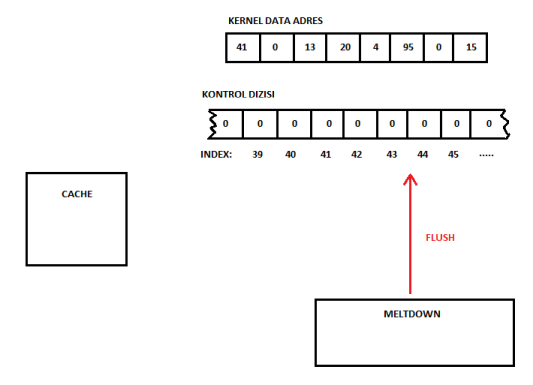 KERNEL DATA ADRES
41 0 13 20 4 95 0 15
KONTROL DIZISI
0 0 0 0 0 0 0 0 0
INDEX: 39 40 41 42 43 44 45 .....
CACHE
FLUSH
MELTDOWN